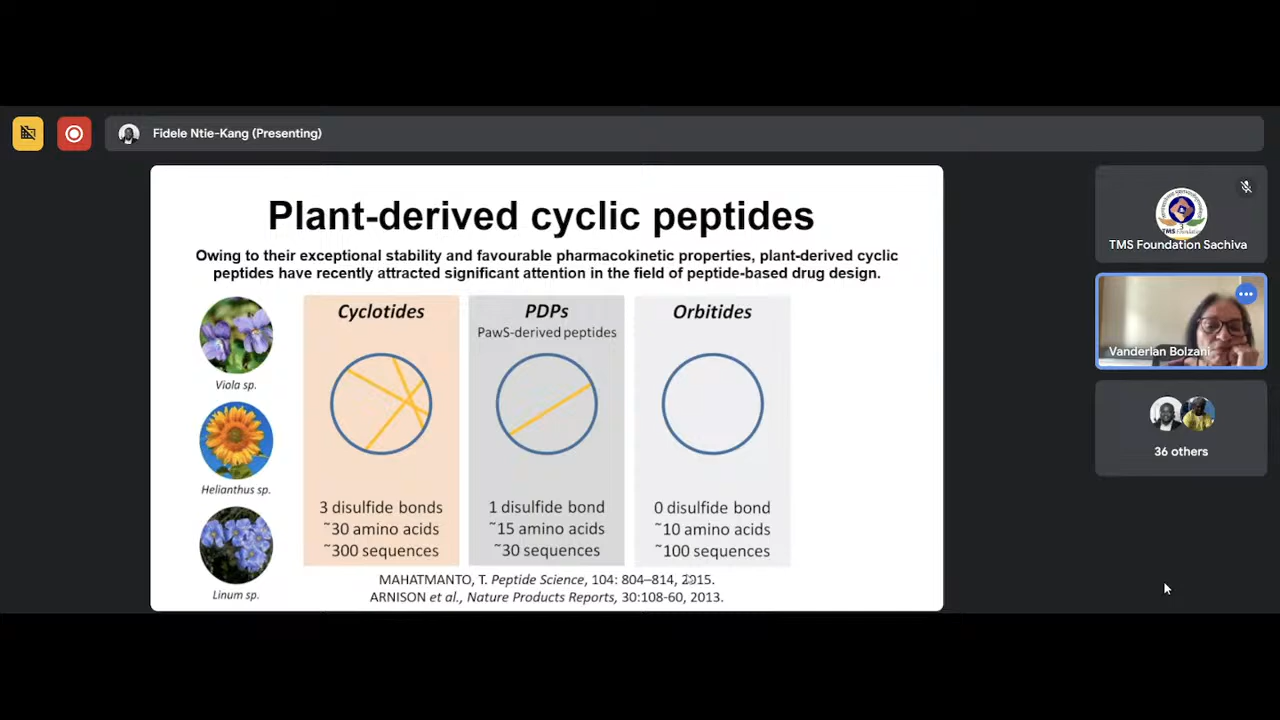 Fidele Ntie-Kang (Presenting)
Plant-derived cyclic peptides
Owing to their exceptional stability and favourable pharmacokinetic properties, plant-derived cyclic
peptides have recently attracted significant attention in the field of peptide-based drug design.
Viola sp.
Helianthus sp.
Linum sp.
Cyclotides
3 disulfide bonds
~30 amino acids
~300 sequences
PDPs
PawS-derived peptides
1 disulfide bond
~15 amino acids
~30 sequences
Orbitides
0 disulfide bond
~10 amino acids
~100 sequences
MAHATMANTO, T. Peptide Science, 104: 804–814, 2015.
ARNISON et al., Nature Products Reports, 30:108-60, 2013.
TMS Foundation Sachiva
Vanderlan Bolzani
36 others